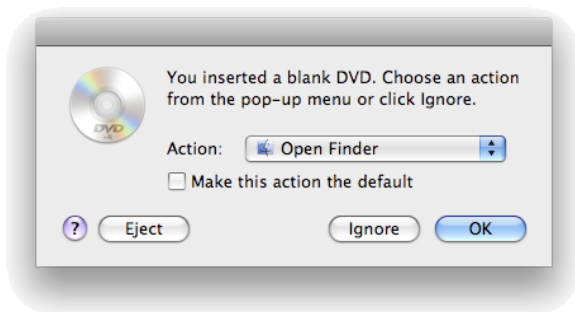 You inserted a blank DVD. Choose an action
from the pop-up menu or click Ignore.
DVD
+R
Action: Open Finder
Make this action the default
? Eject Ignore OK